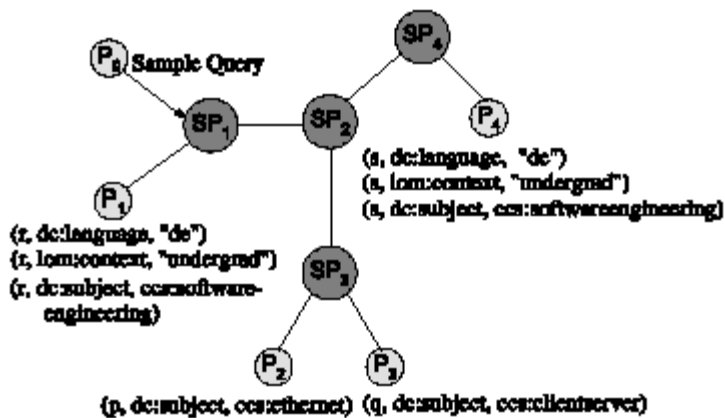 SP₄
P₀ Sample Query
SP₁
SP₂
P₄
P₁
(s, dc:language, "de")
(s, lom:context, "undergrad")
(s, dc:subject, ccs:softwareengineering)
(r, dc:language, "de")
(r, lom:context, "undergrad")
(r, dc:subject, ccs:software-
engineering)
SP₃
P₂
P₃
(p, dc:subject, ccs:ethernet) (q, dc:subject, ccs:clientserver)